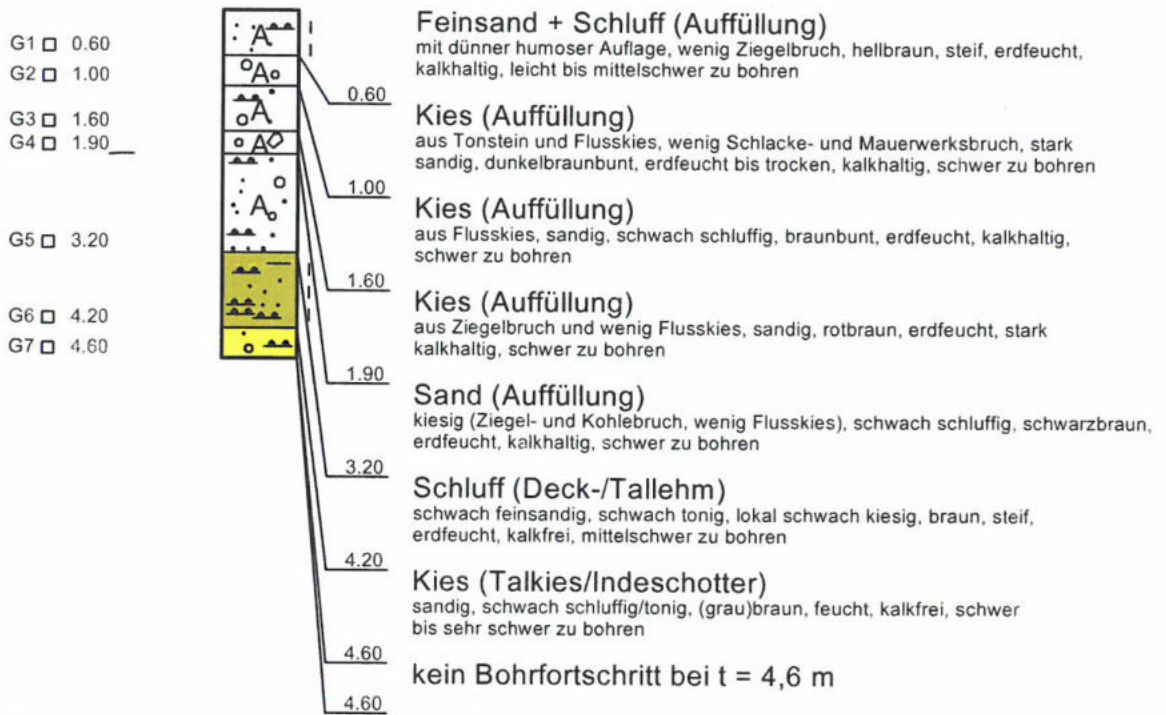 G1 0.60
G2 1.00
G3 1.60
G4 1.90
G5 3.20
G6 4.20
G7 4.60
A
A
A
A
A
Feinsand + Schluff (Auffüllung)
mit dünner humoser Auflage, wenig Ziegelbruch, hellbraun, steif, erdfeucht,
kalkhaltig, leicht bis mittelschwer zu bohren
0.60
Kies (Auffüllung)
aus Tonstein und Flusskies, wenig Schlacke- und Mauerwerksbruch, stark
sandig, dunkelbraunbunt, erdfeucht bis trocken, kalkhaltig, schwer zu bohren
1.00
Kies (Auffüllung)
aus Flusskies, sandig, schwach schluffig, braunbunt, erdfeucht, kalkhaltig,
schwer zu bohren
1.60
Kies (Auffüllung)
aus Ziegelbruch und wenig Flusskies, sandig, rotbraun, erdfeucht, stark
kalkhaltig, schwer zu bohren
1.90
Sand (Auffüllung)
kiesig (Ziegel- und Kohlebruch, wenig Flusskies), schwach schluffig, schwarzbraun,
erdfeucht, kalkhaltig, schwer zu bohren
3.20
Schluff (Deck-/Tallehm)
schwach feinsandig, schwach tonig, lokal schwach kiesig, braun, steif,
erdfeucht, kalkfrei, mittelschwer zu bohren
4.20
Kies (Talkies/Indeschotter)
sandig, schwach schluffig/tonig, (grau)braun, feucht, kalkfrei, schwer
bis sehr schwer zu bohren
4.60
kein Bohrfortschritt bei t = 4,6 m
4.60